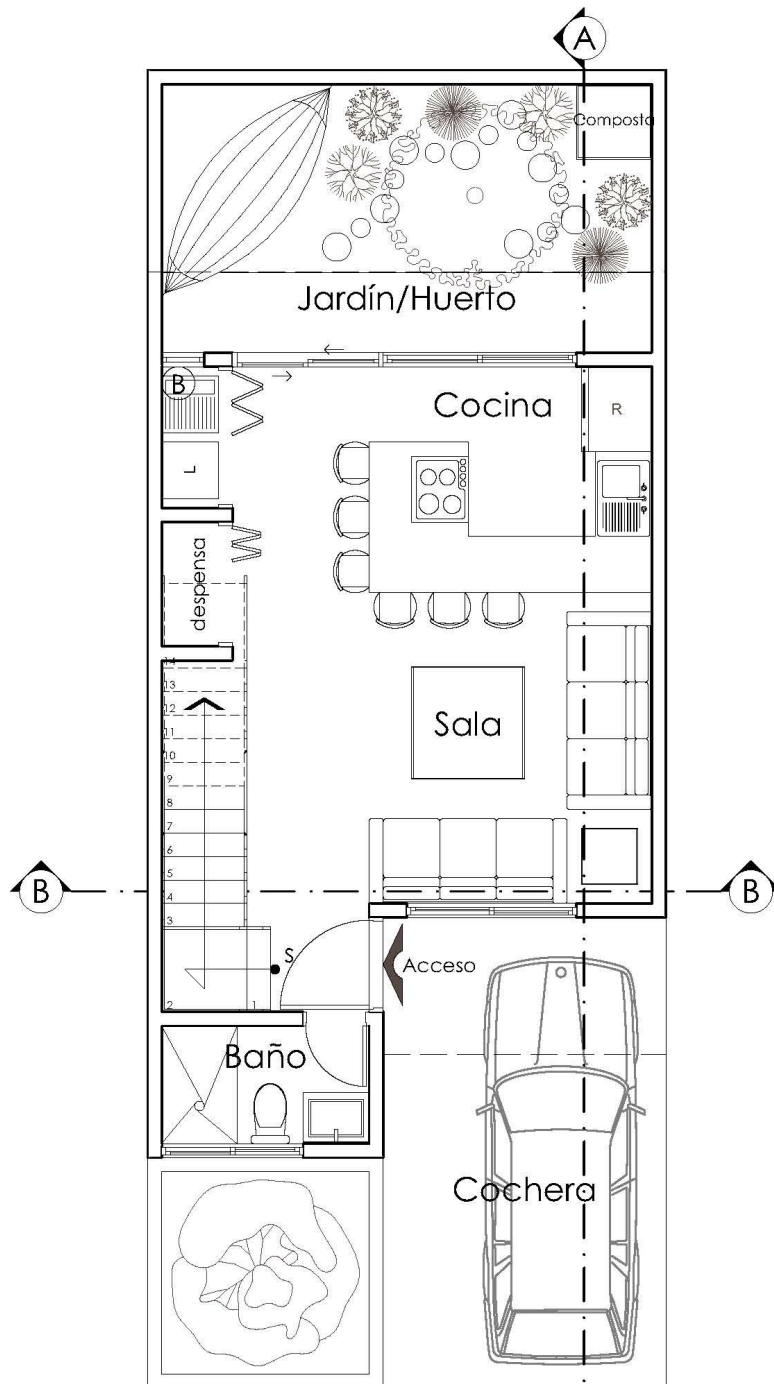 A
Composta
Jardín/Huerto
B
Cocina
R
L
despensa
14
13
12
11
10
9
8
7
6
5
4
3
2
1
Sala
B
B
S
Acceso
Baño
Cochera